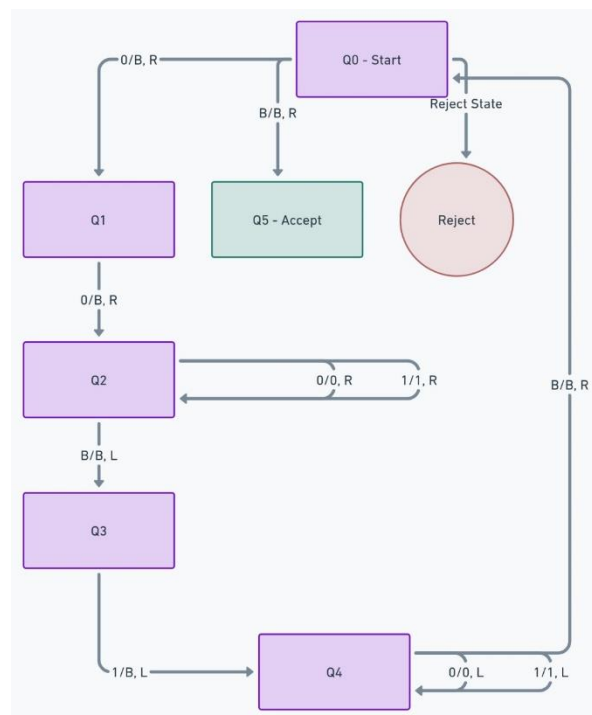 Q0 - Start
0/B, R
B/B, R
Reject State
Q1
Q5 - Accept
Reject
0/B, R
Q2
0/0, R
1/1, R
B/B, R
B/B, L
Q3
1/B, L
Q4
0/0, L
1/1, L